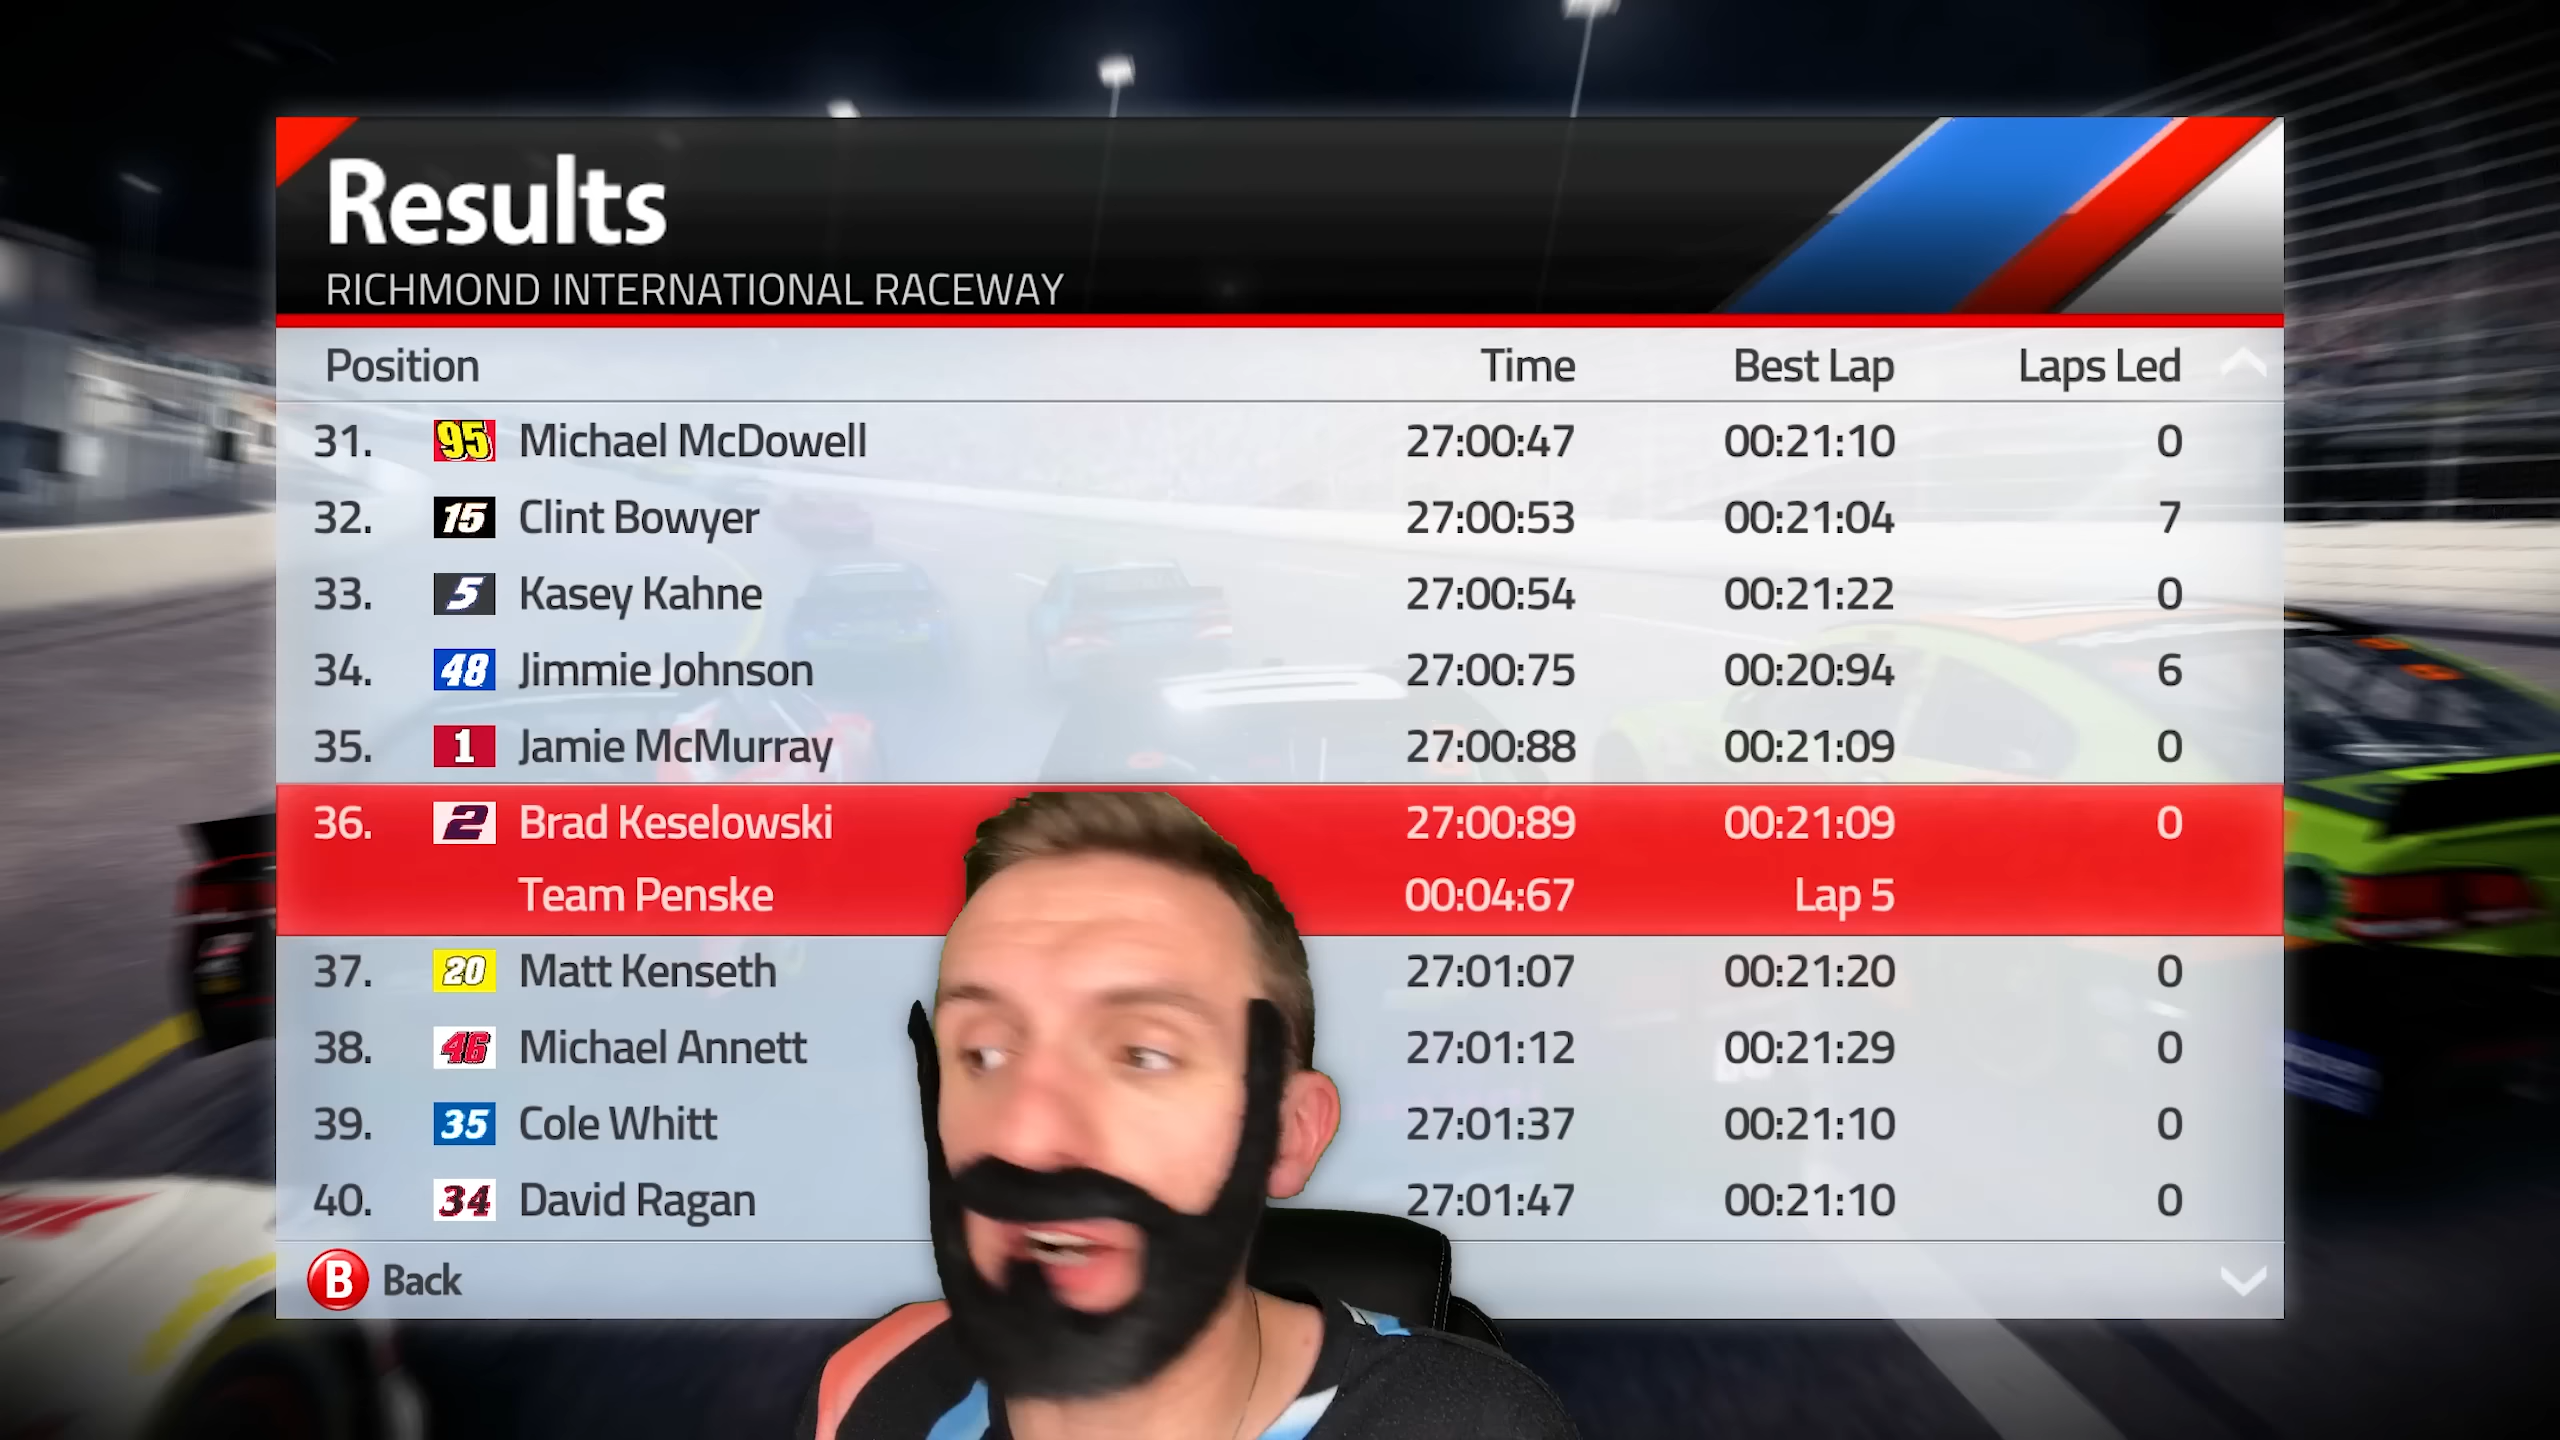 Results
RICHMOND INTERNATIONAL RACEWAY
Position Time Best Lap Laps Led
31. 95 Michael McDowell 27:00:47 00:21:10 0
32. 15 Clint Bowyer 27:00:53 00:21:04 7
33. 5 Kasey Kahne 27:00:54 00:21:22 0
34. 48 Jimmie Johnson 27:00:75 00:20:94 6
35. 1 Jamie McMurray 27:00:88 00:21:09 0
36. 2 Brad Keselowski 27:00:89 00:21:09 0
Team Penske 00:04:67 Lap 5
37. 20 Matt Kenseth 27:01:07 00:21:20 0
38. 46 Michael Annett 27:01:12 00:21:29 0
39. 35 Cole Whitt 27:01:37 00:21:10 0
40. 34 David Ragan 27:01:47 00:21:10 0
B Back